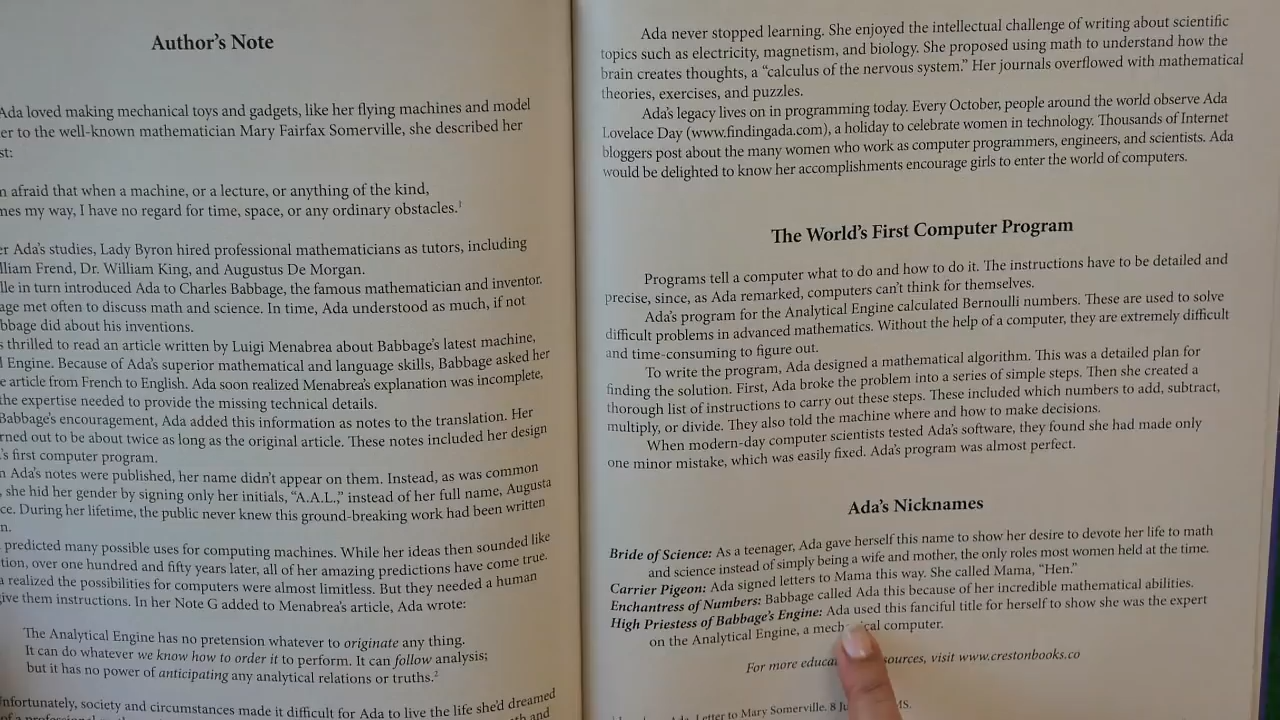 Author's Note
Ada loved making mechanical toys and gadgets, like her flying machines and model
er to the well-known mathematician Mary Fairfax Somerville, she described her
st:
n afraid that when a machine, or a lecture, or anything of the kind,
mes my way, I have no regard for time, space, or any ordinary obstacles.¹
er Ada's studies, Lady Byron hired professional mathematicians as tutors, including
lliam Frend, Dr. William King, and Augustus De Morgan.
lle in turn introduced Ada to Charles Babbage, the famous mathematician and inventor.
age met often to discuss math and science. In time, Ada understood as much, if not
bbage did about his inventions.
s thrilled to read an article written by Luigi Menabrea about Babbage's latest machine,
l Engine. Because of Ada's superior mathematical and language skills, Babbage asked her
e article from French to English. Ada soon realized Menabrea's explanation was incomplete,
the expertise needed to provide the missing technical details.
Babbage's encouragement, Ada added this information as notes to the translation. Her
rned out to be about twice as long as the original article. These notes included her design
's first computer program.
n Ada's notes were published, her name didn't appear on them. Instead, as was common
, she hid her gender by signing only her initials, "A.A.L.," instead of her full name, Augusta
ce. During her lifetime, the public never knew this ground-breaking work had been written
n.
predicted many possible uses for computing machines. While her ideas then sounded like
tion, over one hundred and fifty years later, all of her amazing predictions have come true.
a realized the possibilities for computers were almost limitless. But they needed a human
give them instructions. In her Note G added to Menabrea's article, Ada wrote:
The Analytical Engine has no pretension whatever to originate any thing.
It can do whatever we know how to order it to perform. It can follow analysis;
but it has no power of anticipating any analytical relations or truths.²
Unfortunately, society and circumstances made it difficult for Ada to live the life she'd dreamed
and
Ada never stopped learning. She enjoyed the intellectual challenge of writing about scientific
topics such as electricity, magnetism, and biology. She proposed using math to understand how the
brain creates thoughts, a "calculus of the nervous system." Her journals overflowed with mathematical
theories, exercises, and puzzles.
Ada's legacy lives on in programming today. Every October, people around the world observe Ada
Lovelace Day (www.findingada.com), a holiday to celebrate women in technology. Thousands of Internet
bloggers post about the many women who work as computer programmers, engineers, and scientists. Ada
would be delighted to know her accomplishments encourage girls to enter the world of computers.
The World's First Computer Program
Programs tell a computer what to do and how to do it. The instructions have to be detailed and
precise, since, as Ada remarked, computers can't think for themselves.
Ada's program for the Analytical Engine calculated Bernoulli numbers. These are used to solve
difficult problems in advanced mathematics. Without the help of a computer, they are extremely difficult
and time-consuming to figure out.
To write the program, Ada designed a mathematical algorithm. This was a detailed plan for
finding the solution. First, Ada broke the problem into a series of simple steps. Then she created a
thorough list of instructions to carry out these steps. These included which numbers to add, subtract,
multiply, or divide. They also told the machine where and how to make decisions.
When modern-day computer scientists tested Ada's software, they found she had made only
one minor mistake, which was easily fixed. Ada's program was almost perfect.
Ada's Nicknames
Bride of Science: As a teenager, Ada gave herself this name to show her desire to devote her life to math
and science instead of simply being a wife and mother, the only roles most women held at the time.
Carrier Pigeon: Ada signed letters to Mama this way. She called Mama, "Hen."
Enchantress of Numbers: Babbage called Ada this because of her incredible mathematical abilities.
High Priestess of Babbage's Engine: Ada used this fanciful title for herself to show she was the expert
on the Analytical Engine, a mechanical computer.
For more visit www.crestonbooks.co
Ada. Letter to Mary Somerville. 8